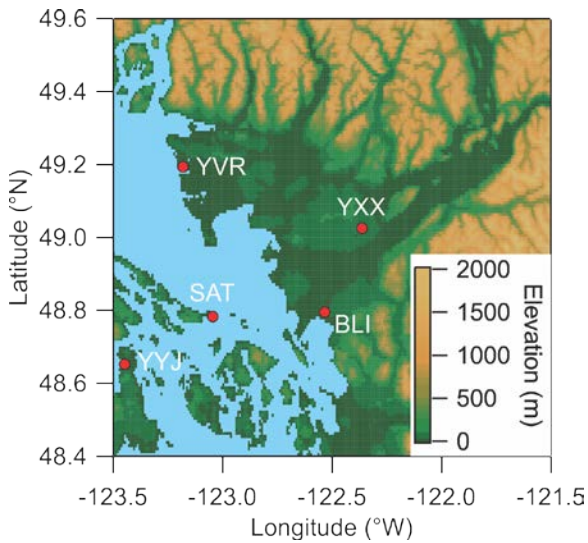 49.6
49.4
49.2
49.0
48.8
48.6
48.4
Latitude (°N)
YVR
YXX
SAT
BLI
YYJ
2000
1500
1000
500
0
Elevation (m)
-123.5 -123.0 -122.5 -122.0 -121.5
Longitude (°W)